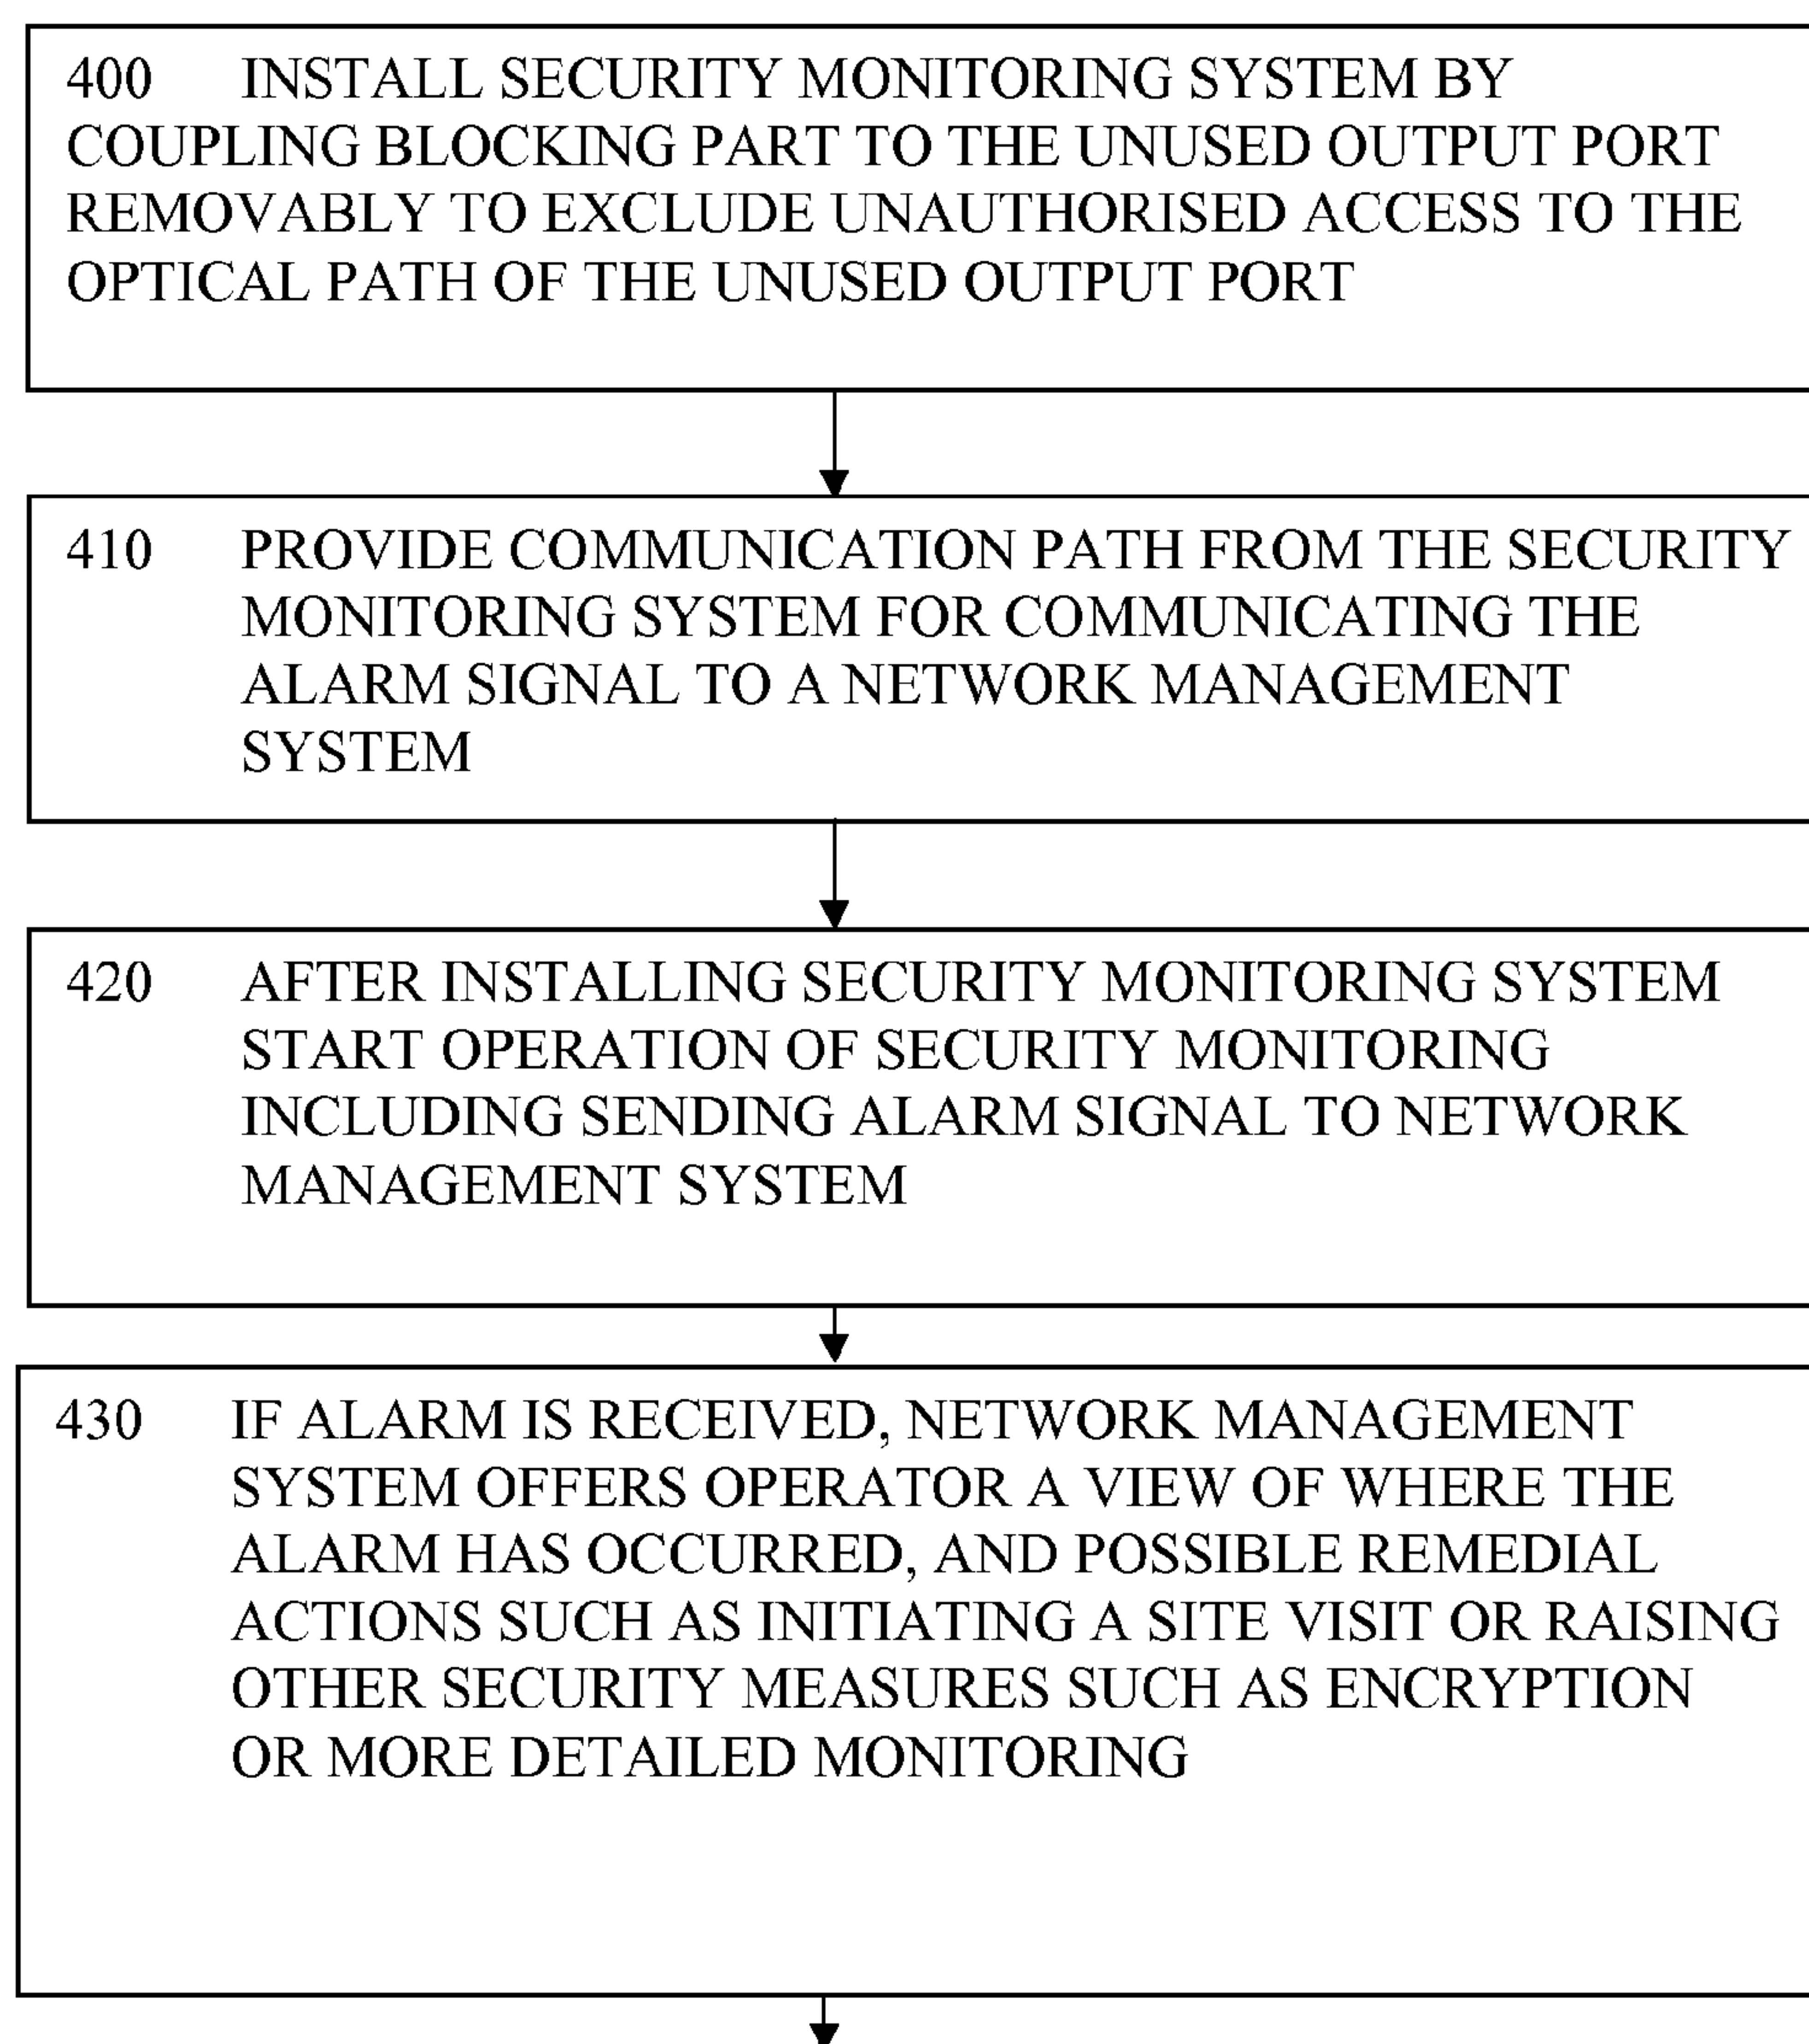 400 INSTALL SECURITY MONITORING SYSTEM BY
COUPLING BLOCKING PART TO THE UNUSED OUTPUT PORT
REMOVABLY TO EXCLUDE UNAUTHORISED ACCESS TO THE
OPTICAL PATH OF THE UNUSED OUTPUT PORT
410 PROVIDE COMMUNICATION PATH FROM THE SECURITY
MONITORING SYSTEM FOR COMMUNICATING THE
ALARM SIGNAL TO A NETWORK MANAGEMENT
SYSTEM
420 AFTER INSTALLING SECURITY MONITORING SYSTEM
START OPERATION OF SECURITY MONITORING
INCLUDING SENDING ALARM SIGNAL TO NETWORK
MANAGEMENT SYSTEM
430 IF ALARM IS RECEIVED, NETWORK MANAGEMENT
SYSTEM OFFERS OPERATOR A VIEW OF WHERE THE
ALARM HAS OCCURRED, AND POSSIBLE REMEDIAL
ACTIONS SUCH AS INITIATING A SITE VISIT OR RAISING
OTHER SECURITY MEASURES SUCH AS ENCRYPTION
OR MORE DETAILED MONITORING